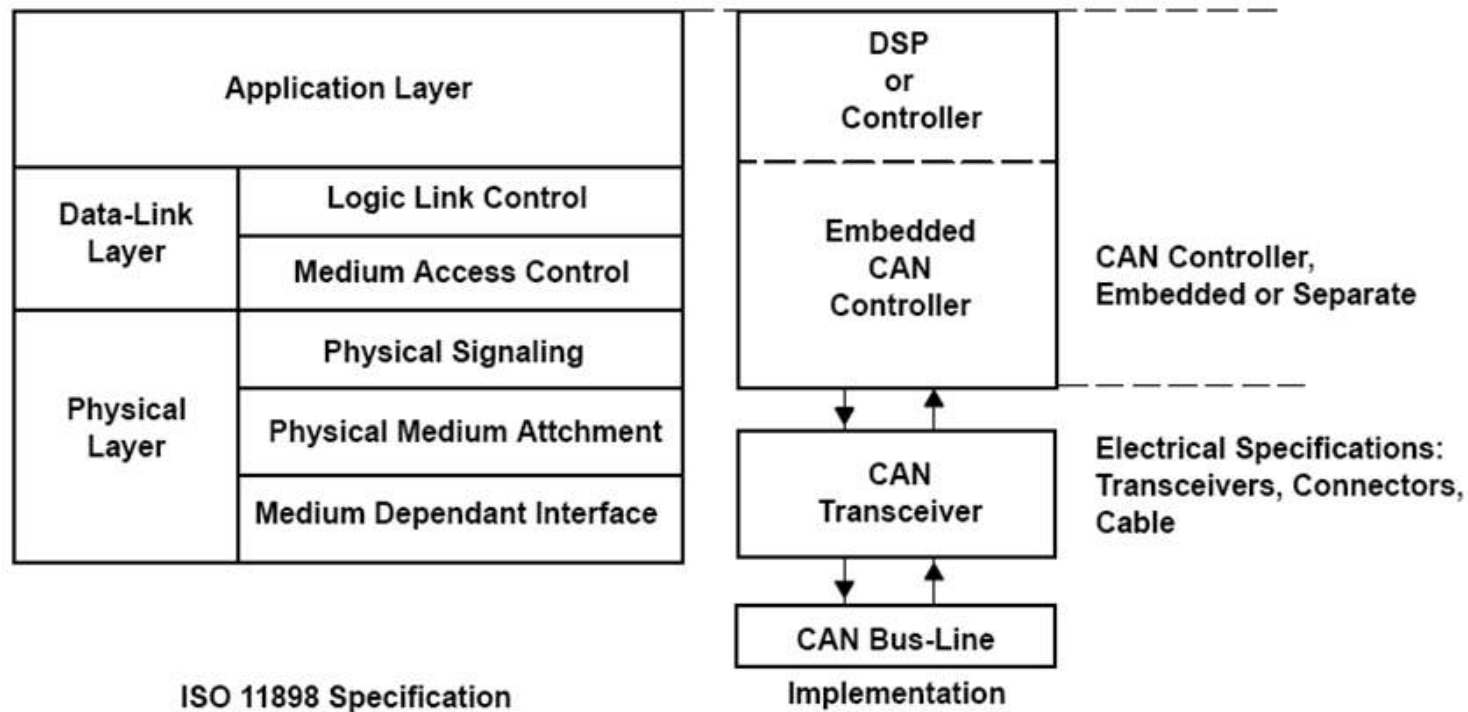 Application Layer
Data-Link
Layer
Logic Link Control
Medium Access Control
Physical
Layer
Physical Signaling
Physical Medium Attchment
Medium Dependant Interface
ISO 11898 Specification
DSP
or
Controller
Embedded
CAN
Controller
CAN
Transceiver
CAN Bus-Line
Implementation
CAN Controller,
Embedded or Separate
Electrical Specifications:
Transceivers, Connectors,
Cable